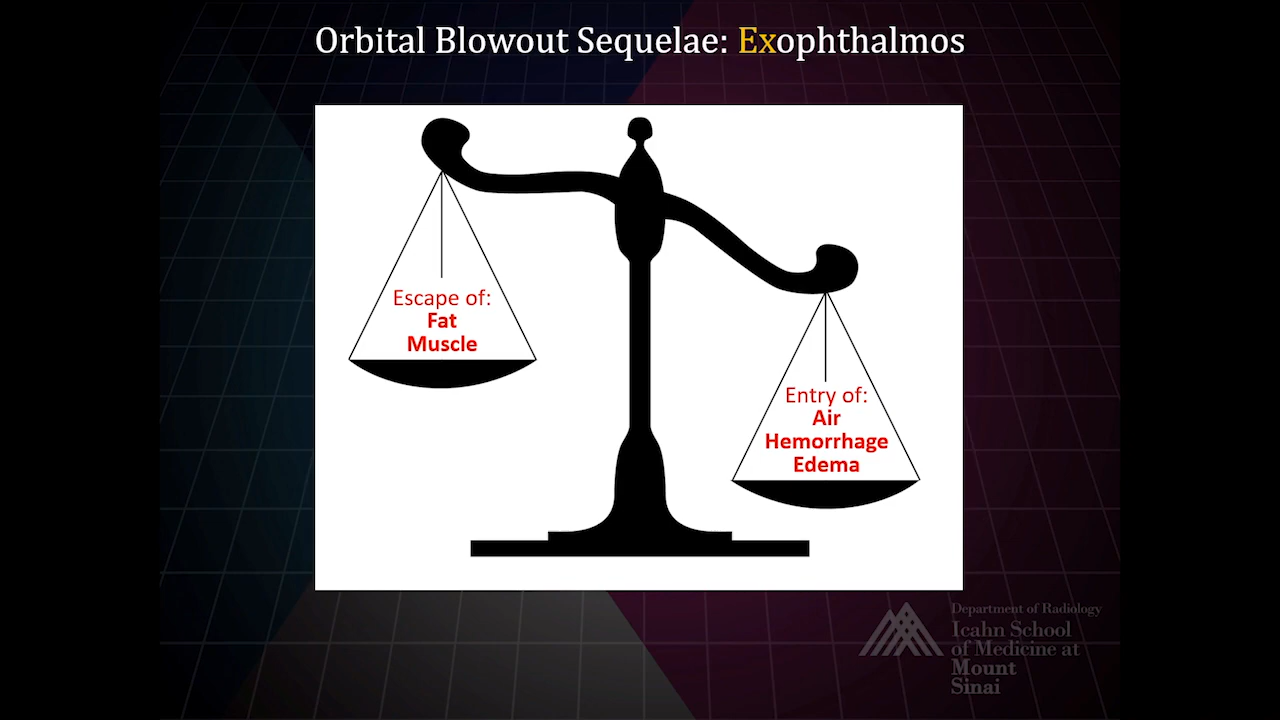 Orbital Blowout Sequelae: Exophthalmos
Escape of:
Fat
Muscle
Entry of:
Air
Hemorrhage
Edema
Department of Radiology
Icahn School
of Medicine at
Mount
Sinai